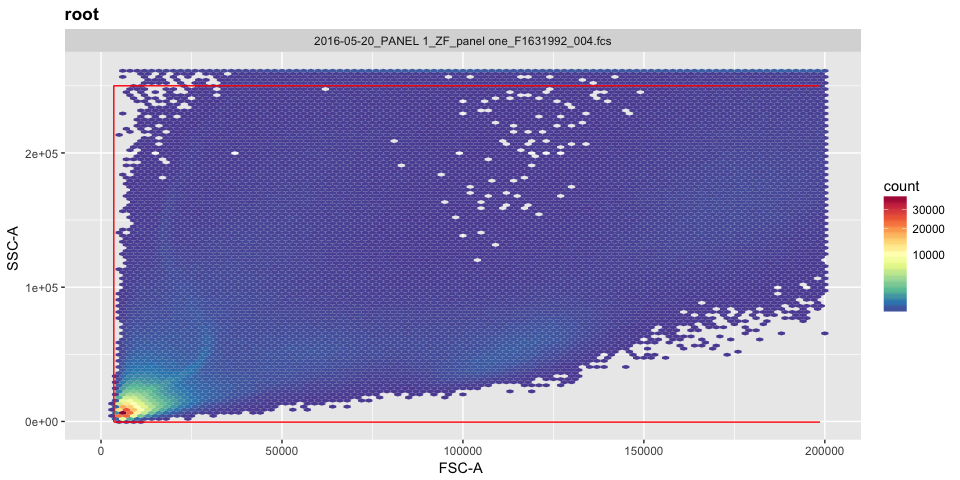 root
2016-05-20_PANEL 1_ZF_panel one_F1631992_004.fcs
2e+05
1e+05
0e+00
SSC-A
0
50000
100000
150000
200000
FSC-A
count
30000
20000
10000